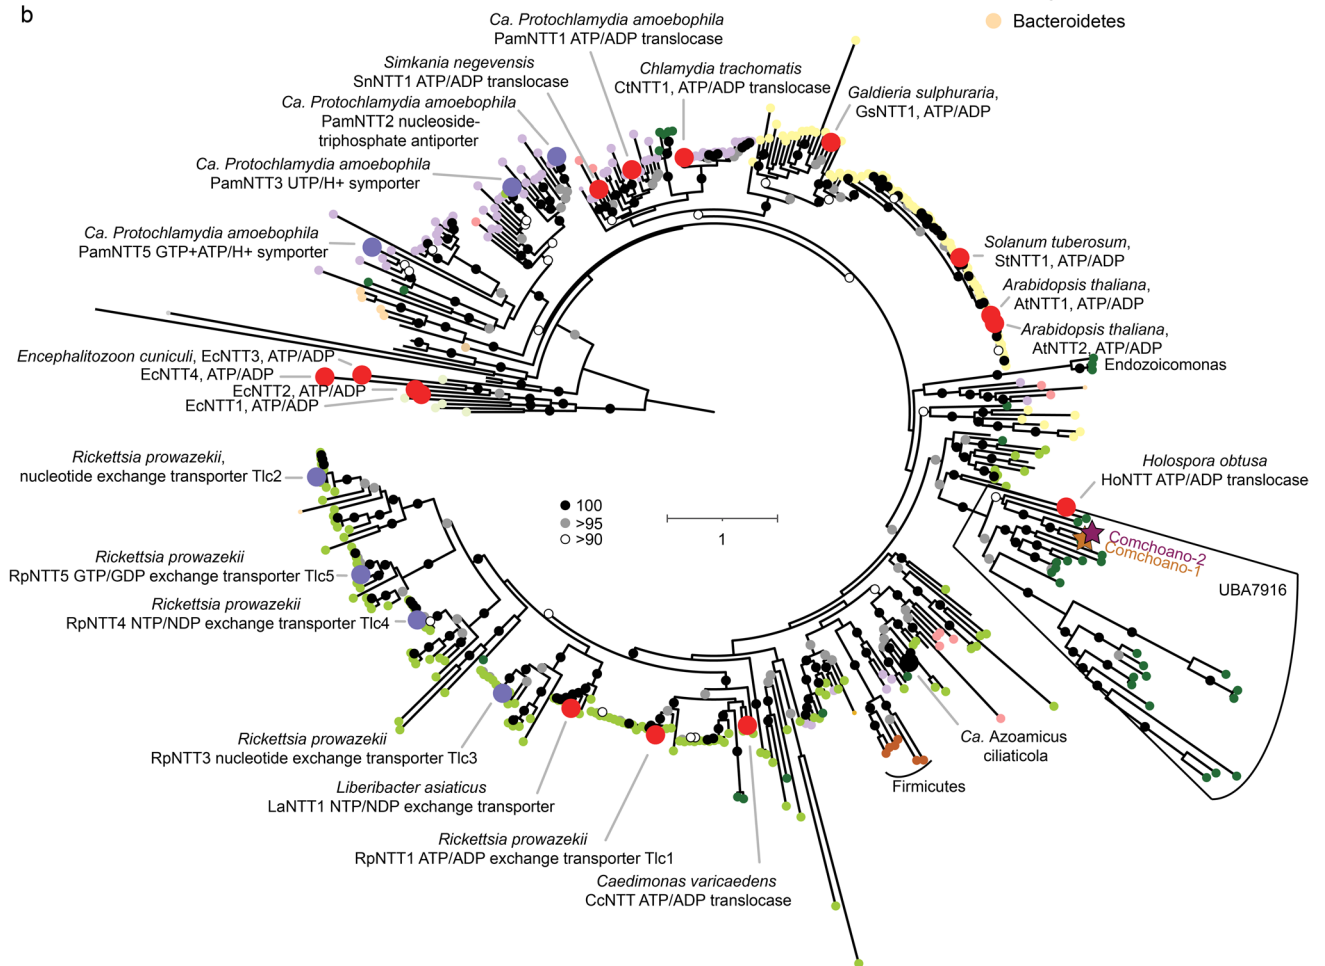 b
Bacteroidetes
Ca. Protochlamydia amoebophila
PamNTT1 ATP/ADP translocase
Simkania negevensis
SnNTT1 ATP/ADP translocase
Chlamydia trachomatis
CtNTT1, ATP/ADP translocase
Galdieria sulphuraria,
GsNTT1, ATP/ADP
Ca. Protochlamydia amoebophila
PamNTT2 nucleoside-
triphosphate antiporter
Ca. Protochlamydia amoebophila
PamNTT3 UTP/H+ symporter
Ca. Protochlamydia amoebophila
PamNTT5 GTP+ATP/H+ symporter
Solanum tuberosum,
StNTT1, ATP/ADP
Arabidopsis thaliana,
AtNTT1, ATP/ADP
Arabidopsis thaliana,
AtNTT2, ATP/ADP
Endozoicomonas
Encephalitozoon cuniculi, EcNTT3, ATP/ADP
EcNTT4, ATP/ADP
EcNTT2, ATP/ADP
EcNTT1, ATP/ADP
Rickettsia prowazekii,
nucleotide exchange transporter Tlc2
Holospora obtusa
HoNTT ATP/ADP translocase
100
>95
>90
1
Comchoano-2
Comchoano-1
UBA7916
Rickettsia prowazekii
RpNTT5 GTP/GDP exchange transporter Tlc5
Rickettsia prowazekii
RpNTT4 NTP/NDP exchange transporter Tlc4
Rickettsia prowazekii
RpNTT3 nucleotide exchange transporter Tlc3
Ca. Azoamicus
ciliaticola
Firmicutes
Liberibacter asiaticus
LaNTT1 NTP/NDP exchange transporter
Rickettsia prowazekii
RpNTT1 ATP/ADP exchange transporter Tlc1
Caedimonas varicaedens
CcNTT ATP/ADP translocase